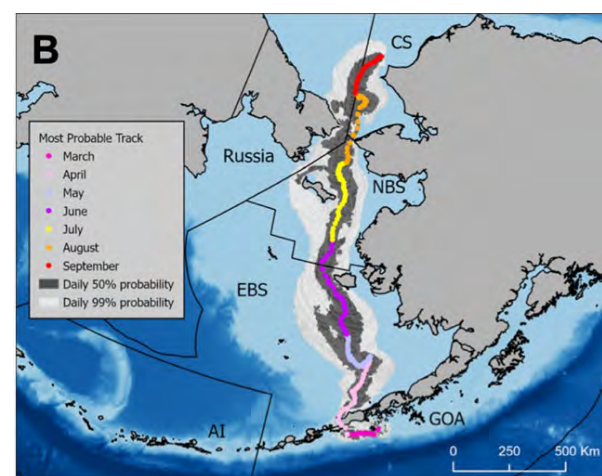 B
CS
Most Probable Track
March
April
May
June
July
August
September
Daily 50% probability
Daily 99% probability
Russia
NBS
EBS
AI
GOA
0 250 500 Km